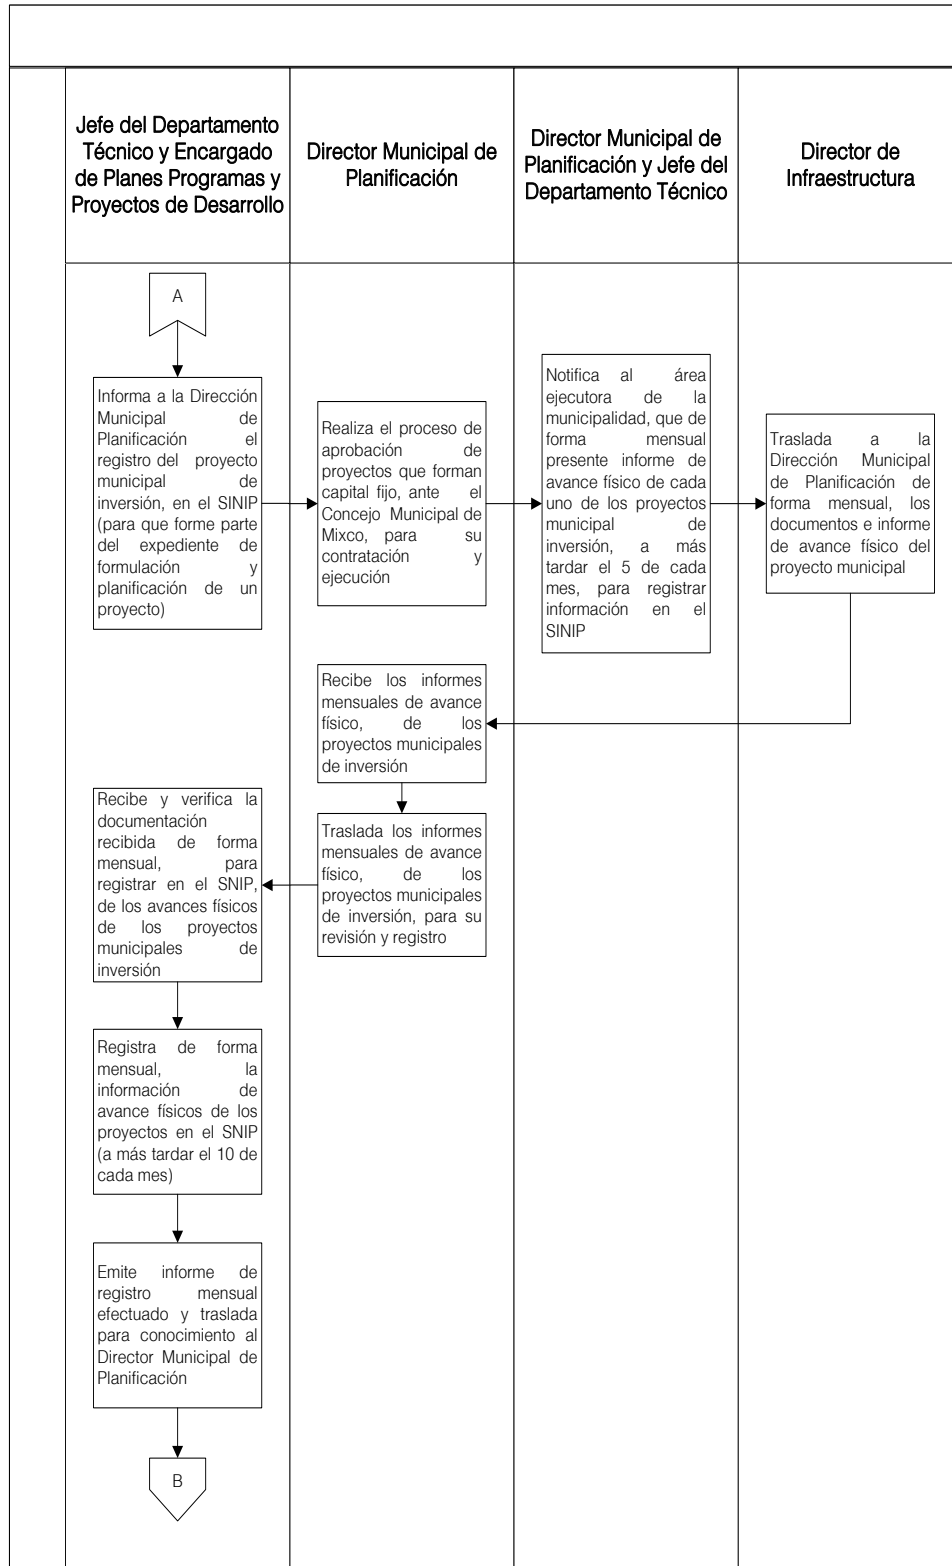 Jefe del Departamento
Técnico y Encargado
de Planes Programas y
Proyectos de Desarrollo
Director Municipal de
Planificación
Director Municipal de
Planificación y Jefe del
Departamento Técnico
Director de
Infraestructura
A
Informa a la Dirección
Municipal de
Planificación el
registro del proyecto
municipal de
inversión, en el SINIP
(para que forme parte
del expediente de
formulación y
planificación de un
proyecto)
Realiza el proceso de
aprobación de
proyectos que forman
capital fijo, ante el
Concejo Municipal de
Mixco, para su
contratación y
ejecución
Notifica al área
ejecutora de la
municipalidad, que de
forma mensual
presente informe de
avance físico de cada
uno de los proyectos
municipal de
inversión, a más
tardar el 5 de cada
mes, para registrar
información en el
SINIP
Traslada a la
Dirección Municipal
de Planificación de
forma mensual, los
documentos e informe
de avance físico del
proyecto municipal
Recibe los informes
mensuales de avance
físico, de los
proyectos municipales
de inversión
Traslada los informes
mensuales de avance
físico, de los
proyectos municipales
de inversión, para su
revisión y registro
Recibe y verifica la
documentación
recibida de forma
mensual, para
registrar en el SNIP,
de los avances físicos
de los proyectos
municipales de
inversión
Registra de forma
mensual, la
información de
avance físicos de los
proyectos en el SNIP
(a más tardar el 10 de
cada mes)
Emite informe de
registro mensual
efectuado y traslada
para conocimiento al
Director Municipal de
Planificación
B